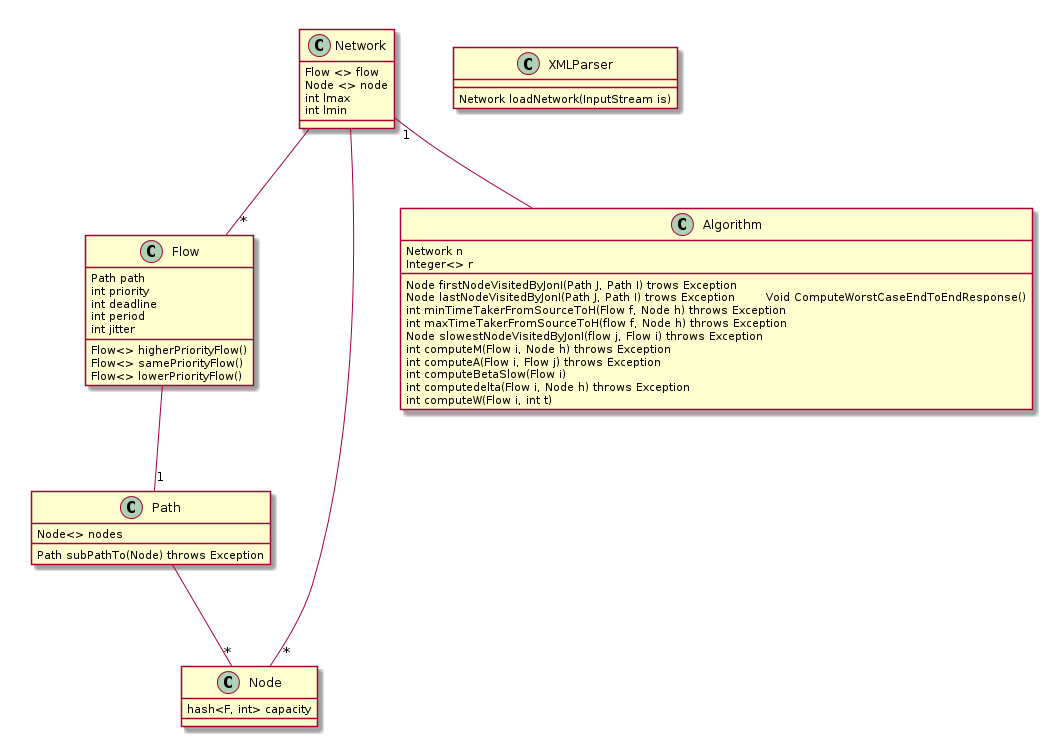 C Network
Flow <> flow
Node <> node
int lmax
int lmin
C XMLParser
Network loadNetwork(InputStream is)
1
*
C Flow
Path path
int priority
int deadline
int period
int jitter
Flow<> higherPriorityFlow()
Flow<> samePriorityFlow()
Flow<> lowerPriorityFlow()
C Algorithm
Network n
Integer<> r
Node firstNodeVisitedByJonI(Path J, Path I) trows Exception
Node lastNodeVisitedByJonI(Path J, Path I) trows Exception Void ComputeWorstCaseEndToEndResponse()
int minTimeTakerFromSourceToH(Flow f, Node h) throws Exception
int maxTimeTakerFromSourceToH(flow f, Node h) throws Exception
Node slowestNodeVisitedByJonI(flow j, Flow i) throws Exception
int computeM(Flow i, Node h) throws Exception
int computeA(Flow i, Flow j) throws Exception
int computeBetaSlow(Flow i)
int computedelta(Flow i, Node h) throws Exception
int computeW(Flow i, int t)
1
C Path
Node<> nodes
Path subPathTo(Node) throws Exception
*
*
C Node
hash<F, int> capacity